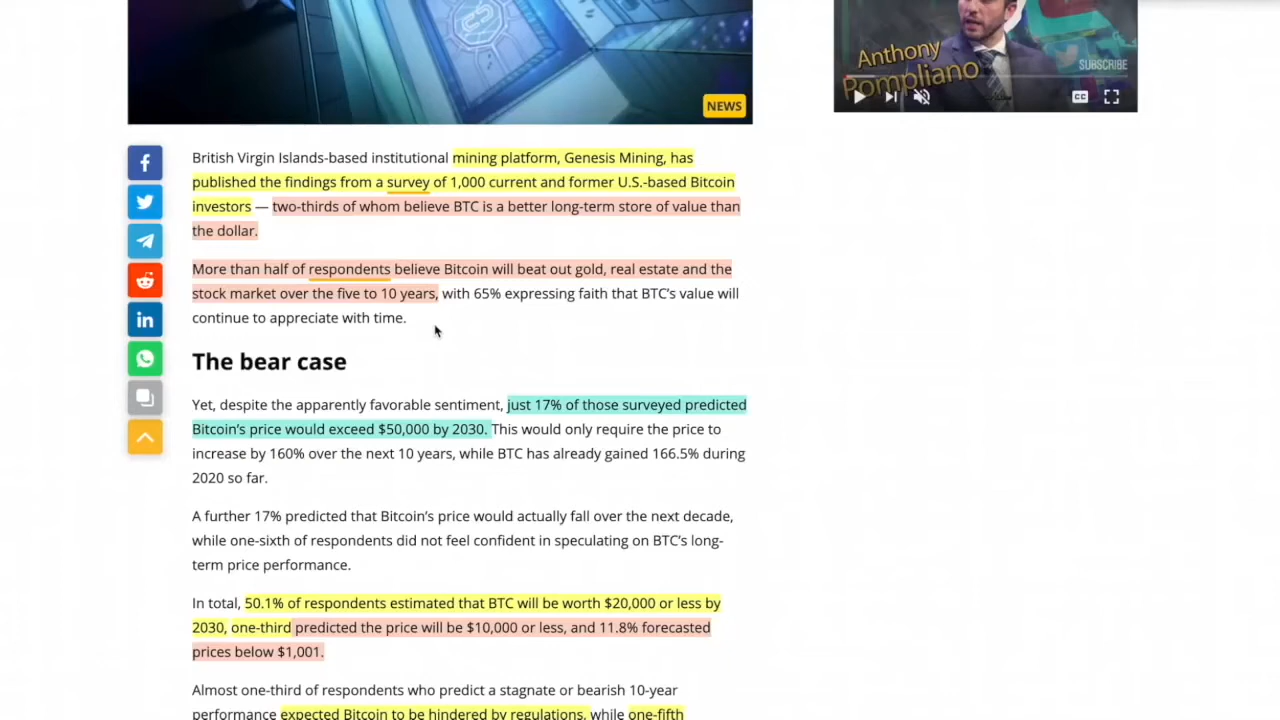 Anthony
Pompliano
SUBSCRIBE
CC
NEWS
British Virgin Islands-based institutional mining platform, Genesis Mining, has
published the findings from a survey of 1,000 current and former U.S.-based Bitcoin
investors — two-thirds of whom believe BTC is a better long-term store of value than
the dollar.
More than half of respondents believe Bitcoin will beat out gold, real estate and the
stock market over the five to 10 years, with 65% expressing faith that BTC’s value will
continue to appreciate with time.
The bear case
Yet, despite the apparently favorable sentiment, just 17% of those surveyed predicted
Bitcoin’s price would exceed $50,000 by 2030. This would only require the price to
increase by 160% over the next 10 years, while BTC has already gained 166.5% during
2020 so far.
A further 17% predicted that Bitcoin’s price would actually fall over the next decade,
while one-sixth of respondents did not feel confident in speculating on BTC’s long-
term price performance.
In total, 50.1% of respondents estimated that BTC will be worth $20,000 or less by
2030, one-third predicted the price will be $10,000 or less, and 11.8% forecasted
prices below $1,001.
Almost one-third of respondents who predict a stagnate or bearish 10-year
performance expected Bitcoin to be hindered by regulations, while one-fifth